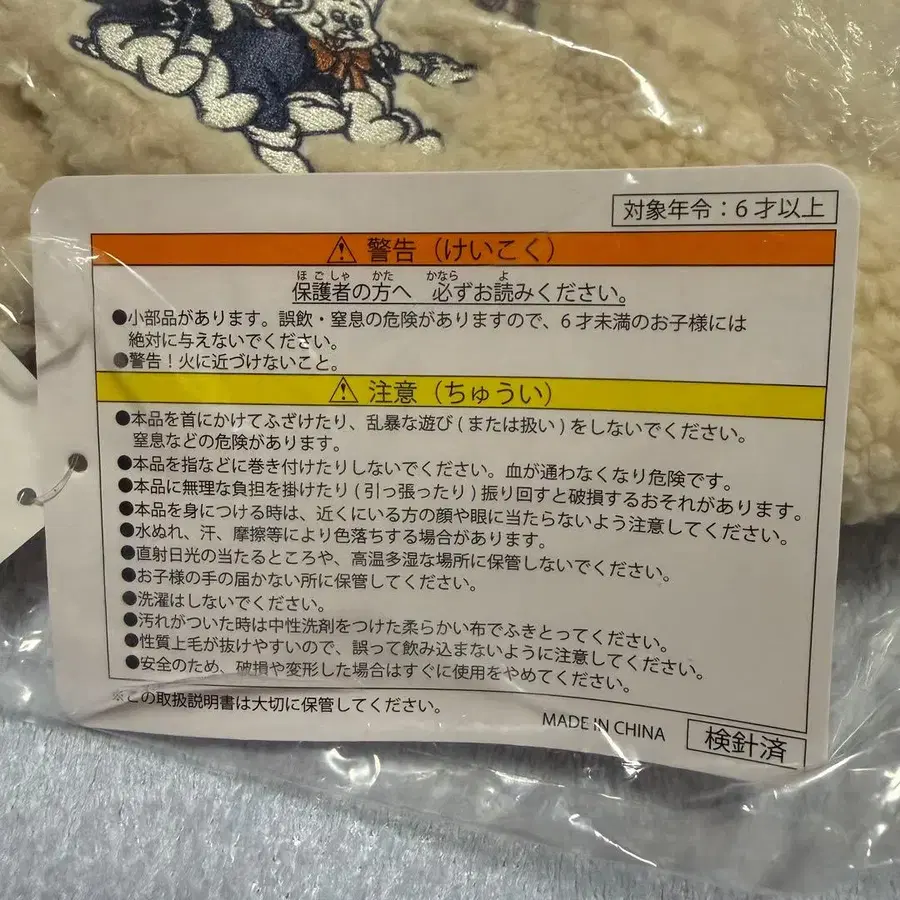 対象年令：6才以上
⚠ 警告（けいこく）
ほごしゃ かた かなら よ
保護者の方へ 必ずお読みください。
●小部品があります。誤飲・窒息の危険がありますので、6才未満のお子様には
絶対に与えないでください。
●警告！火に近づけないこと。
⚠ 注意（ちゅうい）
●本品を首にかけてふざけたり、乱暴な遊び(または扱い)をしないでください。
窒息などの危険があります。
●本品を指などに巻き付けたりしないでください。血が通わなくなり危険です。
●本品に無理な負担を掛けたり(引っ張ったり)振り回すと破損するおそれがあります。
●本品を身につける時は、近くにいる方の顔や眼に当たらないよう注意してください。
●水ぬれ、汗、摩擦等により色落ちする場合があります。
●直射日光の当たるところや、高温多湿な場所に保管しないでください。
●お子様の手の届かない所に保管してください。
●洗濯はしないでください。
●汚れがついた時は中性洗剤をつけた柔らかい布でふきとってください。
●性質上毛が抜けやすいので、誤って飲み込まないように注意してください。
●安全のため、破損や変形した場合はすぐに使用をやめてください。
※この取扱説明書は大切に保管してください。
MADE IN CHINA
検針済